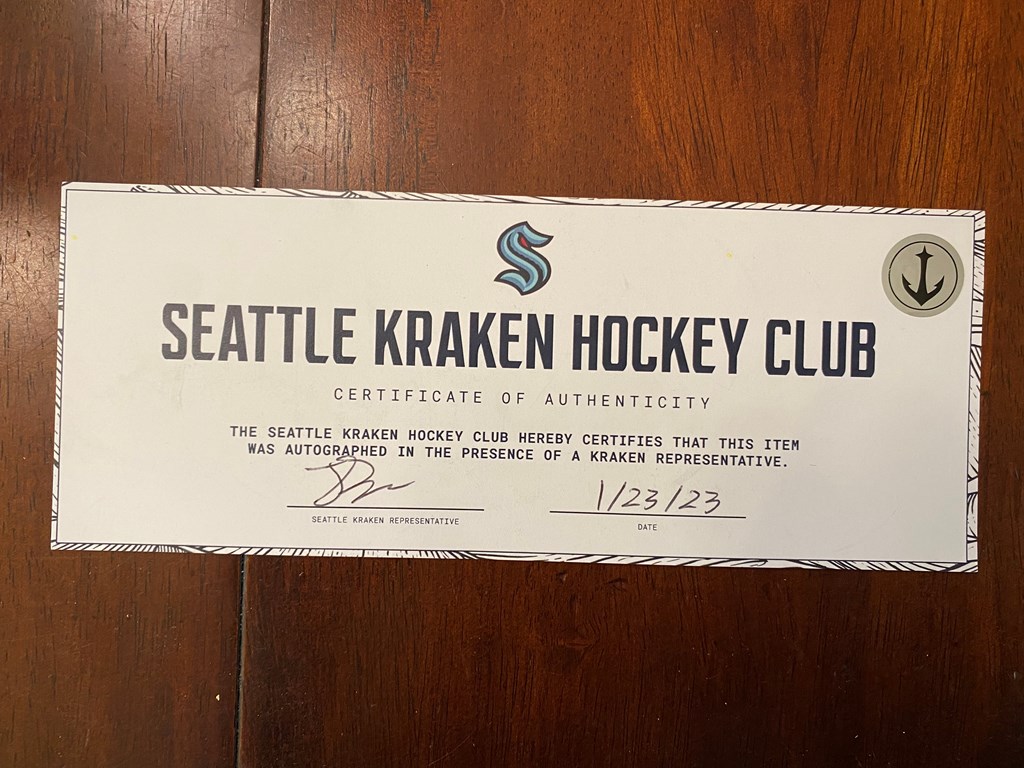 SEATTLE KRAKEN HOCKEY CLUB
CERTIFICATE OF AUTHENTICITY
THE SEATTLE KRAKEN HOCKEY CLUB HEREBY CERTIFIES THAT THIS ITEM
WAS AUTOGRAPHED IN THE PRESENCE OF A KRAKEN REPRESENTATIVE.
1/23/23
SEATTLE KRAKEN REPRESENTATIVE
DATE